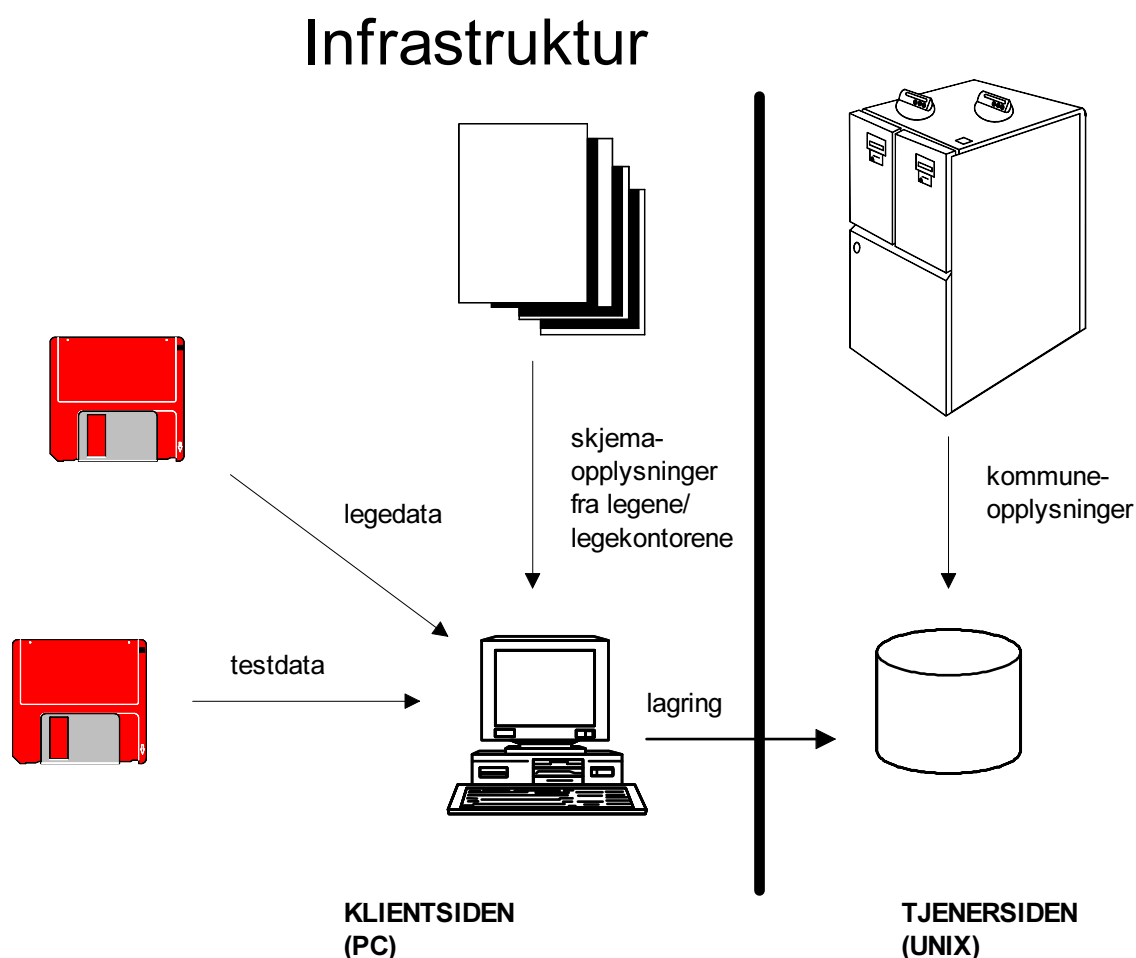 Infrastruktur
skjema-
opplysninger
fra legene/
legekontorene
kommune-
opplysninger
legedata
testdata
lagring
KLIENTSIDEN
(PC)
TJENERSIDEN
(UNIX)